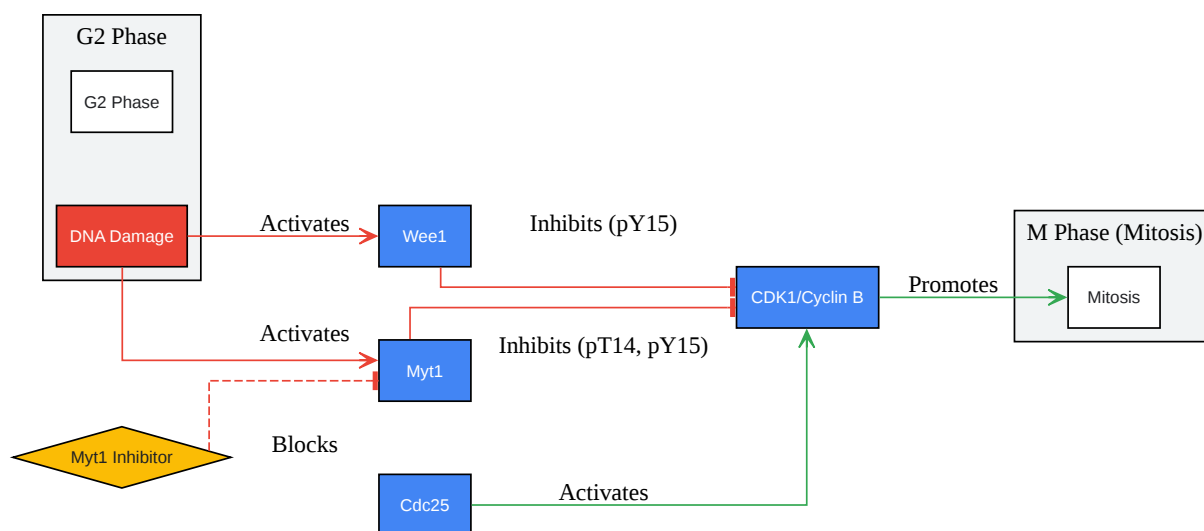 G2 Phase
G2 Phase
DNA Damage
Activates
Wee1
Inhibits (pY15)
CDK1/Cyclin B
Promotes
M Phase (Mitosis)
Mitosis
Activates
Myt1
Inhibits (pT14, pY15)
Myt1 Inhibitor
Blocks
Cdc25
Activates